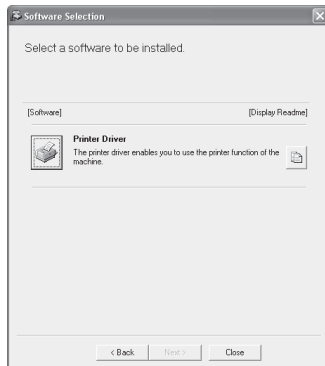 Software Selection
Select a software to be installed.
[Software] [Display Readme]
Printer Driver
The printer driver enables you to use the printer function of the
machine.
< Back Next > Close